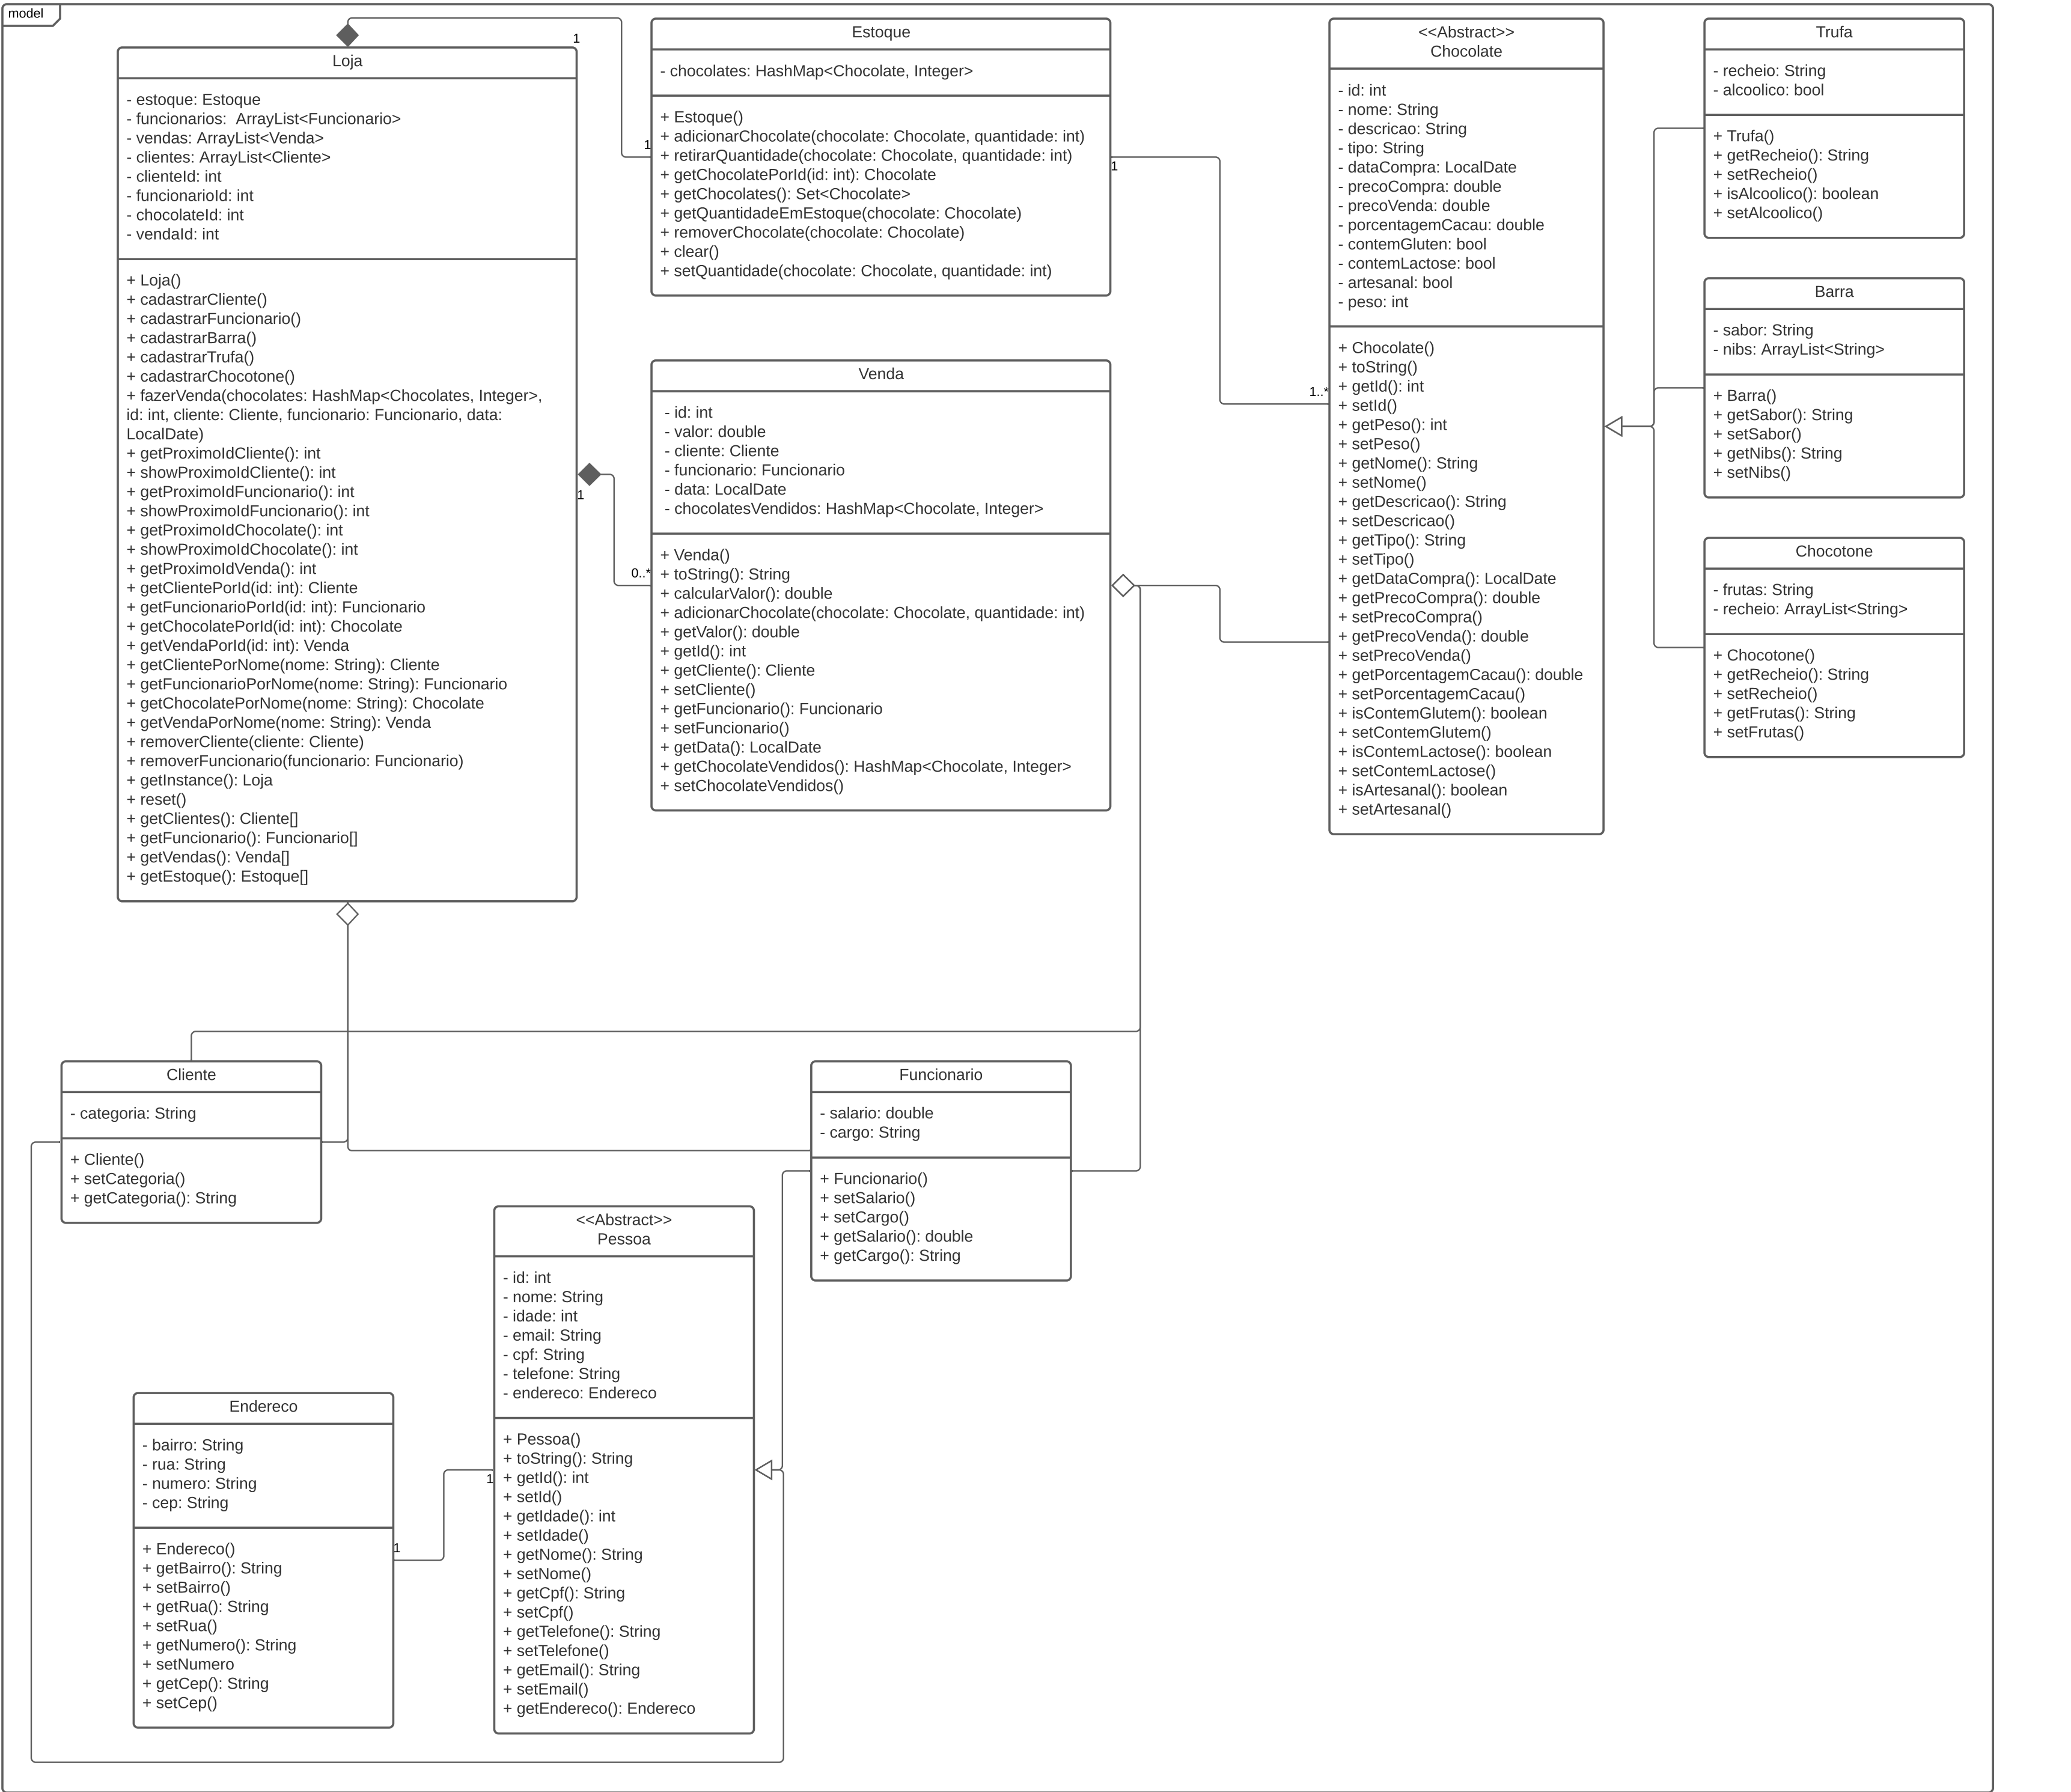 model
1
Loja
- estoque: Estoque
- funcionarios:  ArrayList<Funcionario>
- vendas: ArrayList<Venda>
- clientes: ArrayList<Cliente>
- clienteId: int
- funcionarioId: int
- chocolateId: int
- vendaId: int
+ Loja()
+ cadastrarCliente()
+ cadastrarFuncionario()
+ cadastrarBarra()
+ cadastrarTrufa()
+ cadastrarChocotone()
+ fazerVenda(chocolates: HashMap<Chocolates, Integer>,
id: int, cliente: Cliente, funcionario: Funcionario, data:
LocalDate)
+ getProximoIdCliente(): int
+ showProximoIdCliente(): int
+ getProximoIdFuncionario(): int
+ showProximoIdFuncionario(): int
+ getProximoIdChocolate(): int
+ showProximoIdChocolate(): int
+ getProximoIdVenda(): int
+ getClientePorId(id: int): Cliente
+ getFuncionarioPorId(id: int): Funcionario
+ getChocolatePorId(id: int): Chocolate
+ getVendaPorId(id: int): Venda
+ getClientePorNome(nome: String): Cliente
+ getFuncionarioPorNome(nome: String): Funcionario
+ getChocolatePorNome(nome: String): Chocolate
+ getVendaPorNome(nome: String): Venda
+ removerCliente(cliente: Cliente)
+ removerFuncionario(funcionario: Funcionario)
+ getInstance(): Loja
+ reset()
+ getClientes(): Cliente[]
+ getFuncionario(): Funcionario[]
+ getVendas(): Venda[]
+ getEstoque(): Estoque[]
1
1
0..*
Estoque
- chocolates: HashMap<Chocolate, Integer>
+ Estoque()
+ adicionarChocolate(chocolate: Chocolate, quantidade: int)
+ retirarQuantidade(chocolate: Chocolate, quantidade: int)
+ getChocolatePorId(id: int): Chocolate
+ getChocolates(): Set<Chocolate>
+ getQuantidadeEmEstoque(chocolate: Chocolate)
+ removerChocolate(chocolate: Chocolate)
+ clear()
+ setQuantidade(chocolate: Chocolate, quantidade: int)
1
1..*
Venda
- id: int
- valor: double
- cliente: Cliente
- funcionario: Funcionario
- data: LocalDate
- chocolatesVendidos: HashMap<Chocolate, Integer>
+ Venda()
+ toString(): String
+ calcularValor(): double
+ adicionarChocolate(chocolate: Chocolate, quantidade: int)
+ getValor(): double
+ getId(): int
+ getCliente(): Cliente
+ setCliente()
+ getFuncionario(): Funcionario
+ setFuncionario()
+ getData(): LocalDate
+ getChocolateVendidos(): HashMap<Chocolate, Integer>
+ setChocolateVendidos()
<<Abstract>>
Chocolate
- id: int
- nome: String
- descricao: String
- tipo: String
- dataCompra: LocalDate
- precoCompra: double
- precoVenda: double
- porcentagemCacau: double
- contemGluten: bool
- contemLactose: bool
- artesanal: bool
- peso: int
+ Chocolate()
+ toString()
+ getId(): int
+ setId()
+ getPeso(): int
+ setPeso()
+ getNome(): String
+ setNome()
+ getDescricao(): String
+ setDescricao()
+ getTipo(): String
+ setTipo()
+ getDataCompra(): LocalDate
+ getPrecoCompra(): double
+ setPrecoCompra()
+ getPrecoVenda(): double
+ setPrecoVenda()
+ getPorcentagemCacau(): double
+ setPorcentagemCacau()
+ isContemGlutem(): boolean
+ setContemGlutem()
+ isContemLactose(): boolean
+ setContemLactose()
+ isArtesanal(): boolean
+ setArtesanal()
Trufa
- recheio: String
- alcoolico: bool
+ Trufa()
+ getRecheio(): String
+ setRecheio()
+ isAlcoolico(): boolean
+ setAlcoolico()
Barra
- sabor: String
- nibs: ArrayList<String>
+ Barra()
+ getSabor(): String
+ setSabor()
+ getNibs(): String
+ setNibs()
Chocotone
- frutas: String
- recheio: ArrayList<String>
+ Chocotone()
+ getRecheio(): String
+ setRecheio()
+ getFrutas(): String
+ setFrutas()
Cliente
- categoria: String
+ Cliente()
+ setCategoria()
+ getCategoria(): String
Funcionario
- salario: double
- cargo: String
+ Funcionario()
+ setSalario()
+ setCargo()
+ getSalario(): double
+ getCargo(): String
<<Abstract>>
Pessoa
- id: int
- nome: String
- idade: int
- email: String
- cpf: String
- telefone: String
- endereco: Endereco
+ Pessoa()
+ toString(): String
+ getId(): int
+ setId()
+ getIdade(): int
+ setIdade()
+ getNome(): String
+ setNome()
+ getCpf(): String
+ setCpf()
+ getTelefone(): String
+ setTelefone()
+ getEmail(): String
+ setEmail()
+ getEndereco(): Endereco
1
1
Endereco
- bairro: String
- rua: String
- numero: String
- cep: String
+ Endereco()
+ getBairro(): String
+ setBairro()
+ getRua(): String
+ setRua()
+ getNumero(): String
+ setNumero
+ getCep(): String
+ setCep()